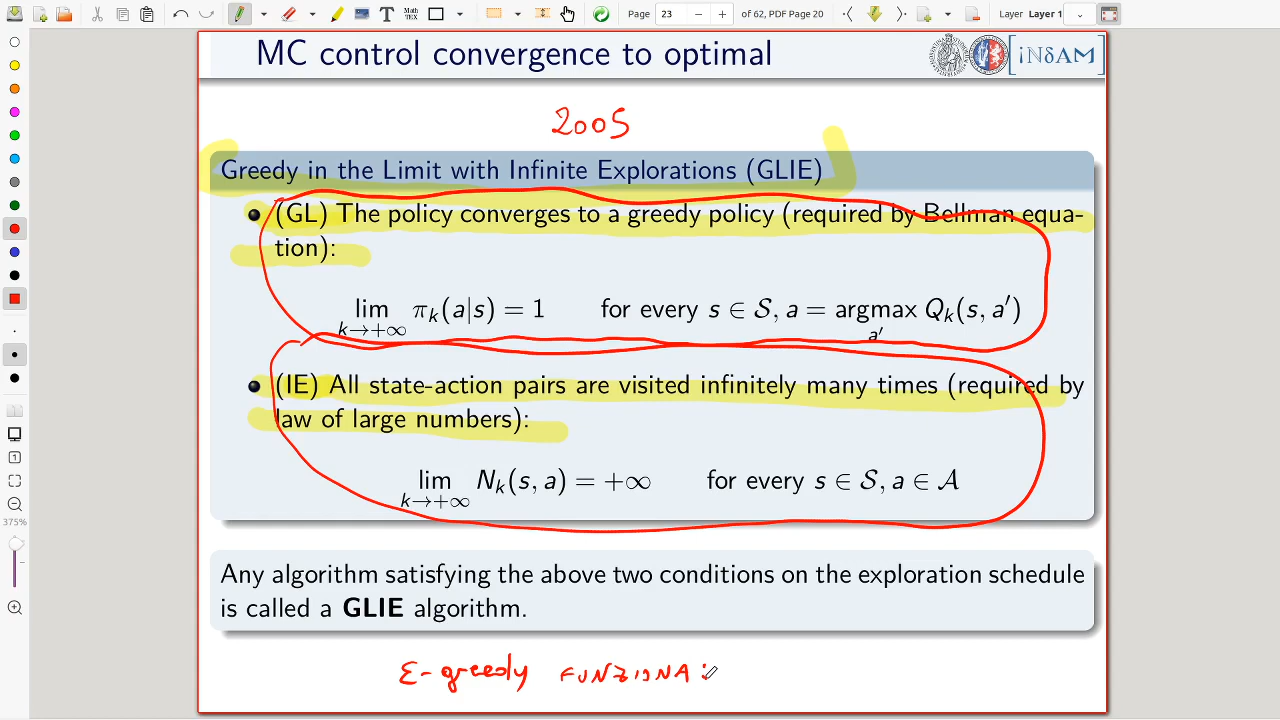 Page 23 of 62 PDF Page 20 Layer Layer 1
MC control convergence to optimal
iNδAM
2005
Greedy in the Limit with Infinite Explorations (GLIE)
(GL) The policy converges to a greedy policy (required by Bellman equa-
tion):
lim k→+∞ πk(a|s) = 1 for every s ∈ S, a = argmax a′ Qk(s, a′)
(IE) All state-action pairs are visited infinitely many times (required by
law of large numbers):
lim k→+∞ Nk(s, a) = +∞ for every s ∈ S, a ∈ A
Any algorithm satisfying the above two conditions on the exploration schedule
is called a GLIE algorithm.
ε-greedy FUNZIONA :
375%